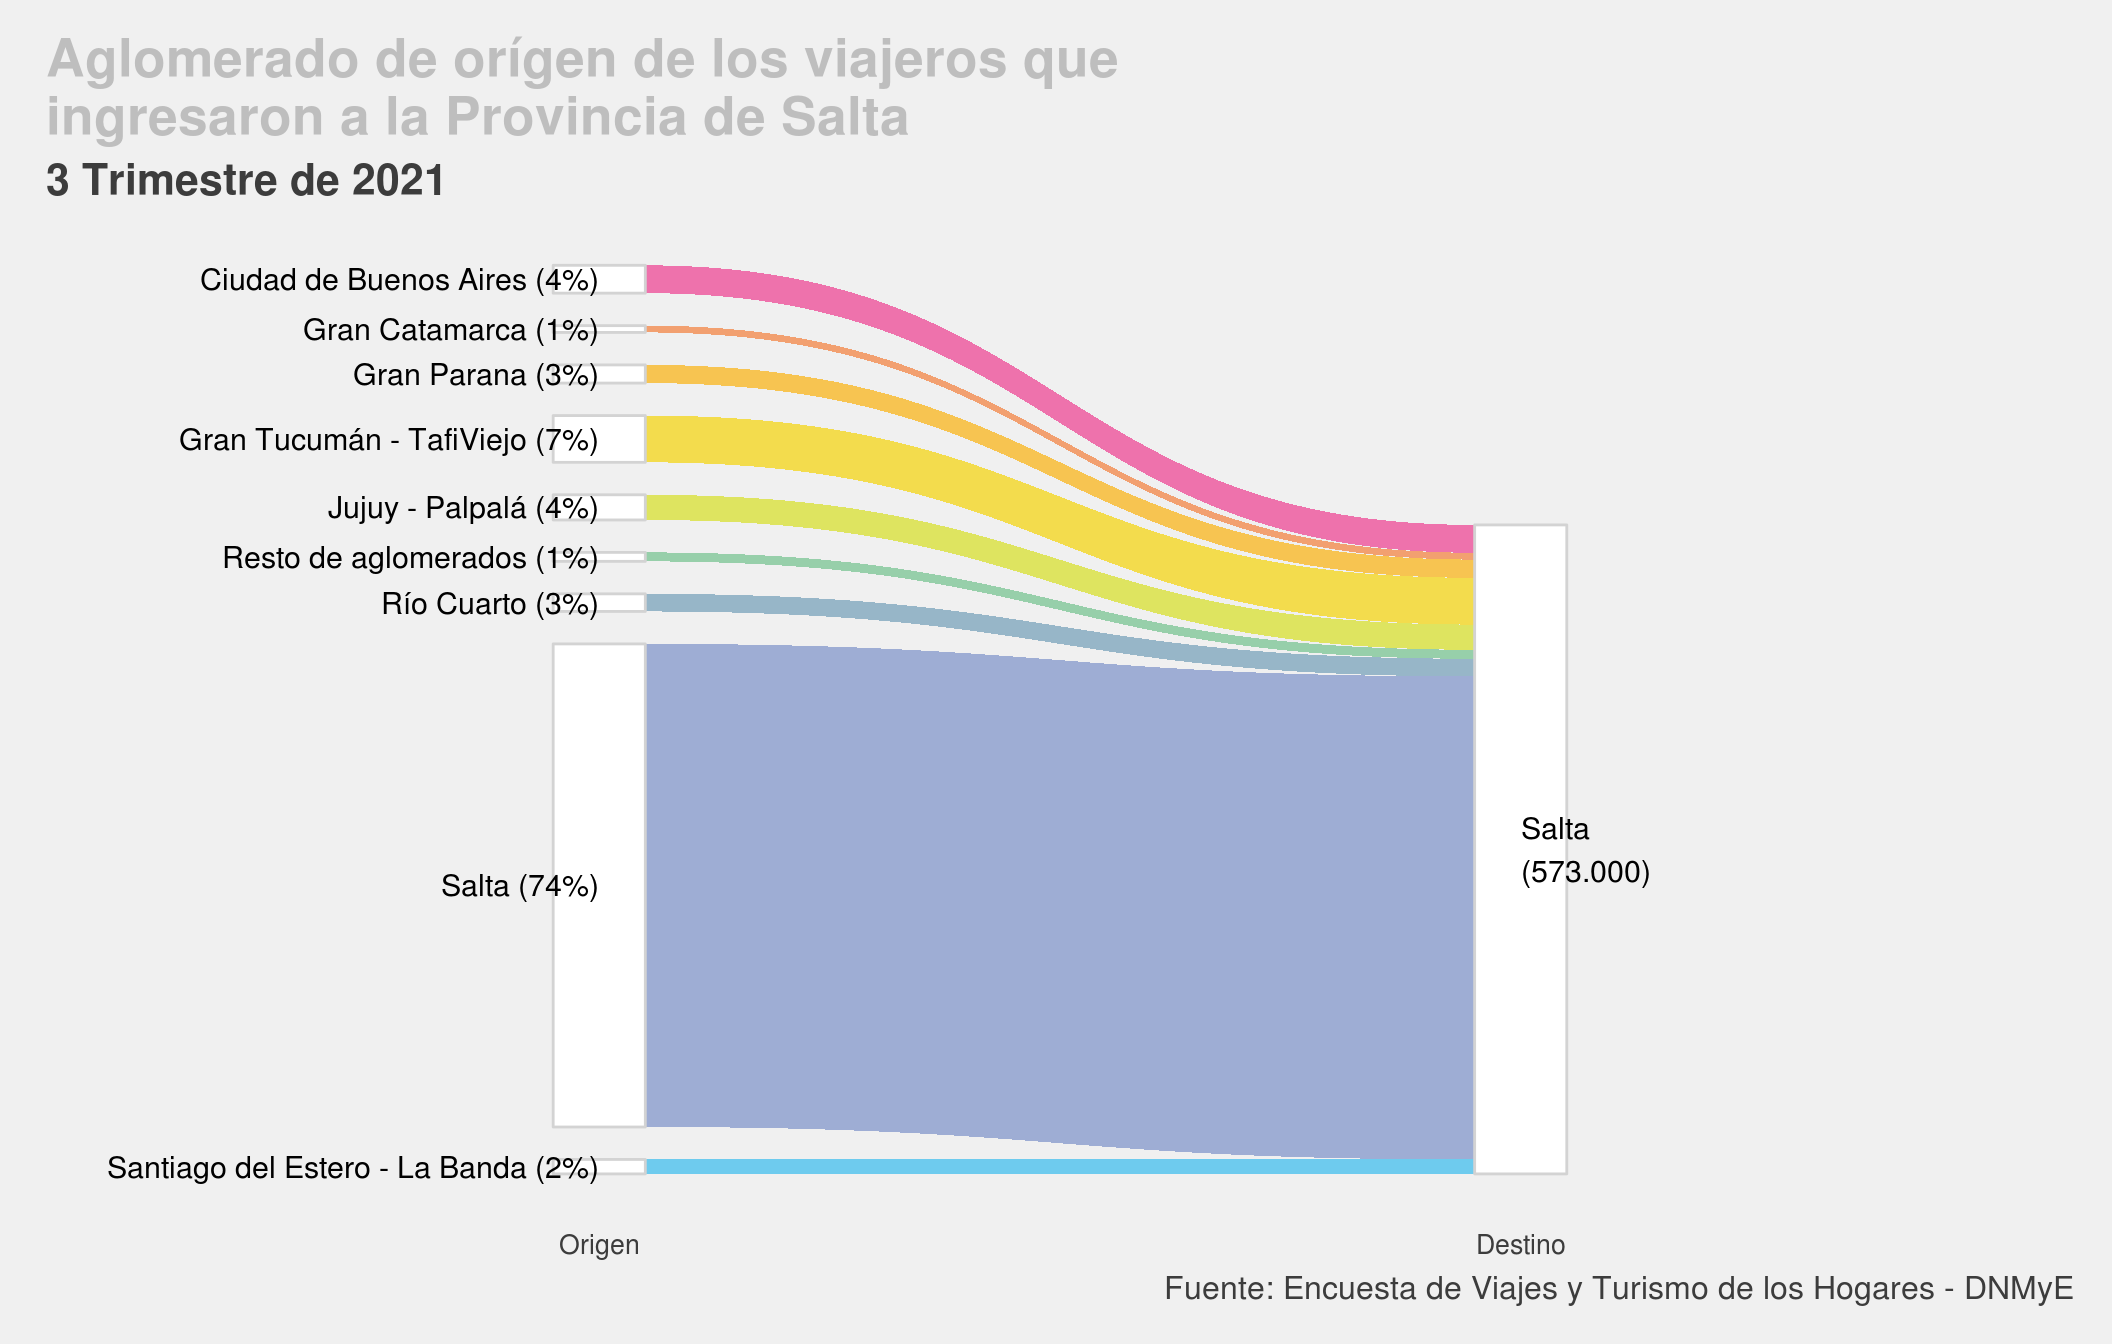 Aglomerado de orígen de los viajeros que
ingresaron a la Provincia de Salta
3 Trimestre de 2021
Ciudad de Buenos Aires (4%)
Gran Catamarca (1%)
Gran Parana (3%)
Gran Tucumán - TafiViejo (7%)
Jujuy - Palpalá (4%)
Resto de aglomerados (1%)
Río Cuarto (3%)
Salta (74%)
Santiago del Estero - La Banda (2%)
Salta
(573.000)
Origen
Destino
Fuente: Encuesta de Viajes y Turismo de los Hogares - DNMyE